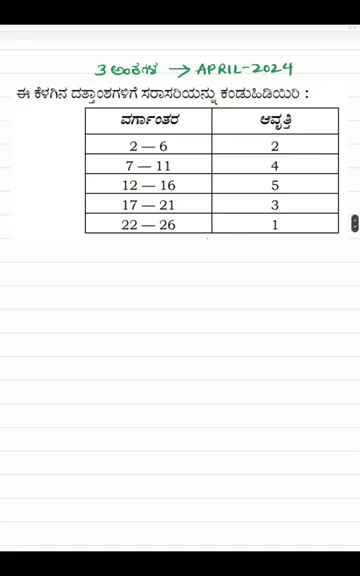 3 ಅಂಕಗಳ → APRIL-2024
ಈ ಕೆಳಗಿನ ದತ್ತಾಂಶಗಳಿಗೆ ಸರಾಸರಿಯನ್ನು ಕಂಡುಹಿಡಿಯಿರಿ :
ವರ್ಗಾಂತರ ಆವೃತ್ತಿ
2 — 6 2
7 — 11 4
12 — 16 5
17 — 21 3
22 — 26 1